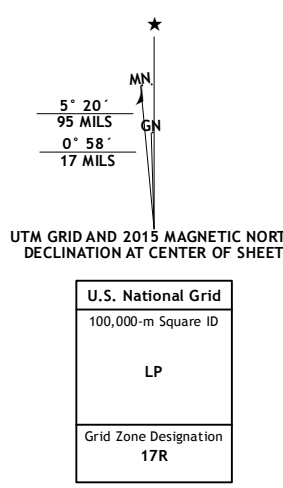 MN.
5° 20´
95 MILS
GN
0° 58´
17 MILS
UTM GRID AND 2015 MAGNETIC NORT
DECLINATION AT CENTER OF SHEET
U.S. National Grid
100,000-m Square ID
LP
Grid Zone Designation
17R